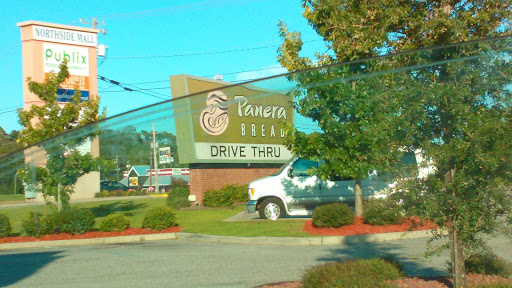 NORTHSIDE MALL
Publix
Panera
BREAD
DRIVE THRU